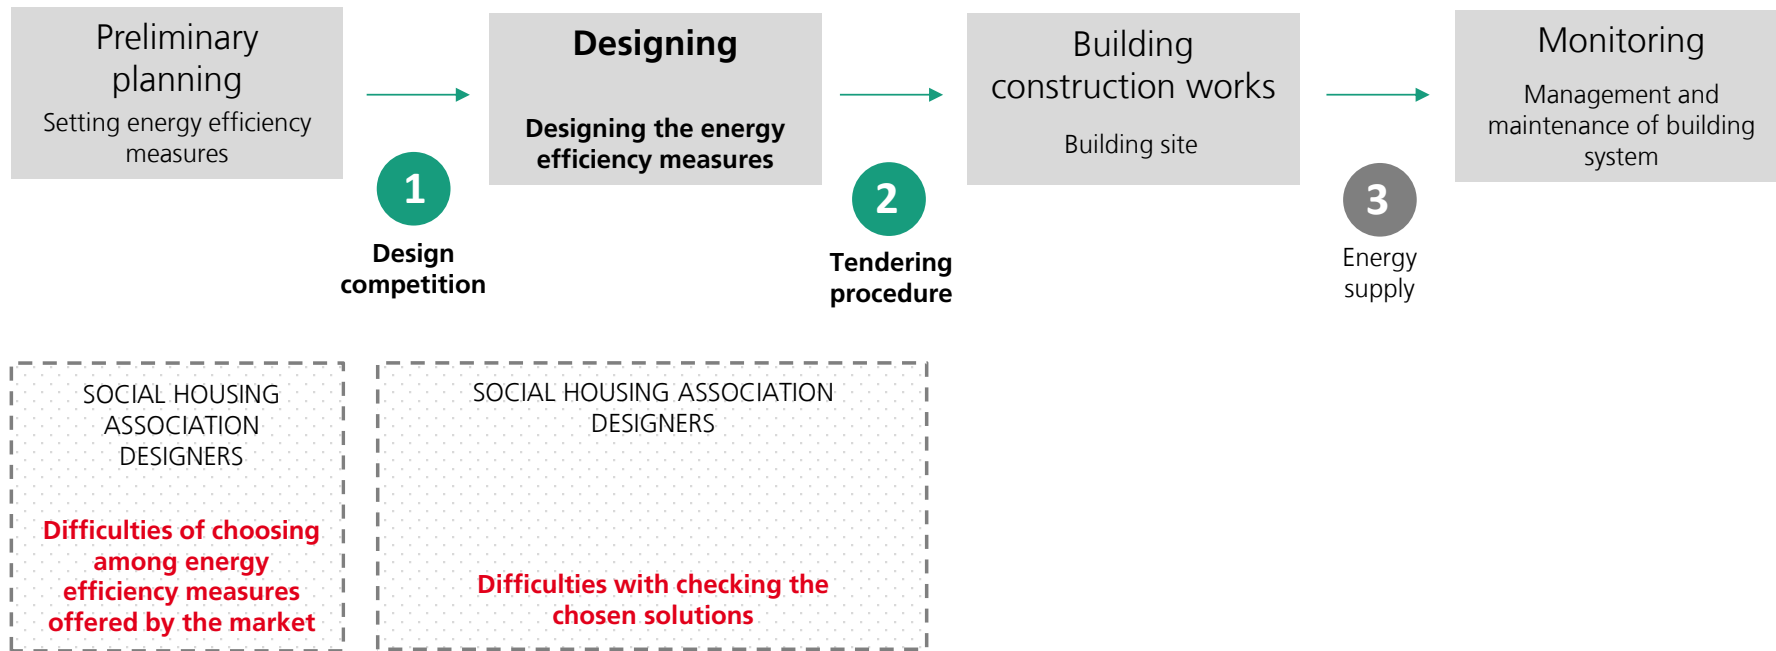 Preliminary
planning
Setting energy efficiency
measures
Designing
Designing the energy
efficiency measures
Building
construction works
Building site
Monitoring
Management and
maintenance of building
system
1
Design
competition
2
Tendering
procedure
3
Energy
supply
SOCIAL HOUSING
ASSOCIATION
DESIGNERS
Difficulties of choosing
among energy
efficiency measures
offered by the market
SOCIAL HOUSING ASSOCIATION
DESIGNERS
Difficulties with checking the
chosen solutions